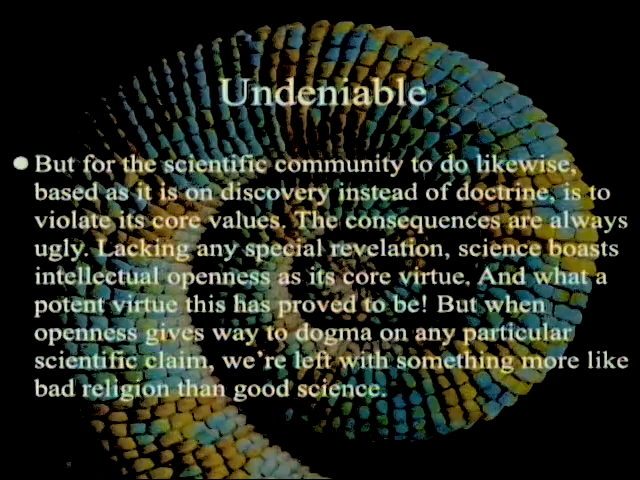 Undeniable
But for the scientific community to do likewise,
based as it is on discovery instead of doctrine, is to
violate its core values. The consequences are always
ugly. Lacking any special revelation, science boasts
intellectual openness as its core virtue. And what a
potent virtue this has proved to be! But when
openness gives way to dogma on any particular
scientific claim, we're left with something more like
bad religion than good science.